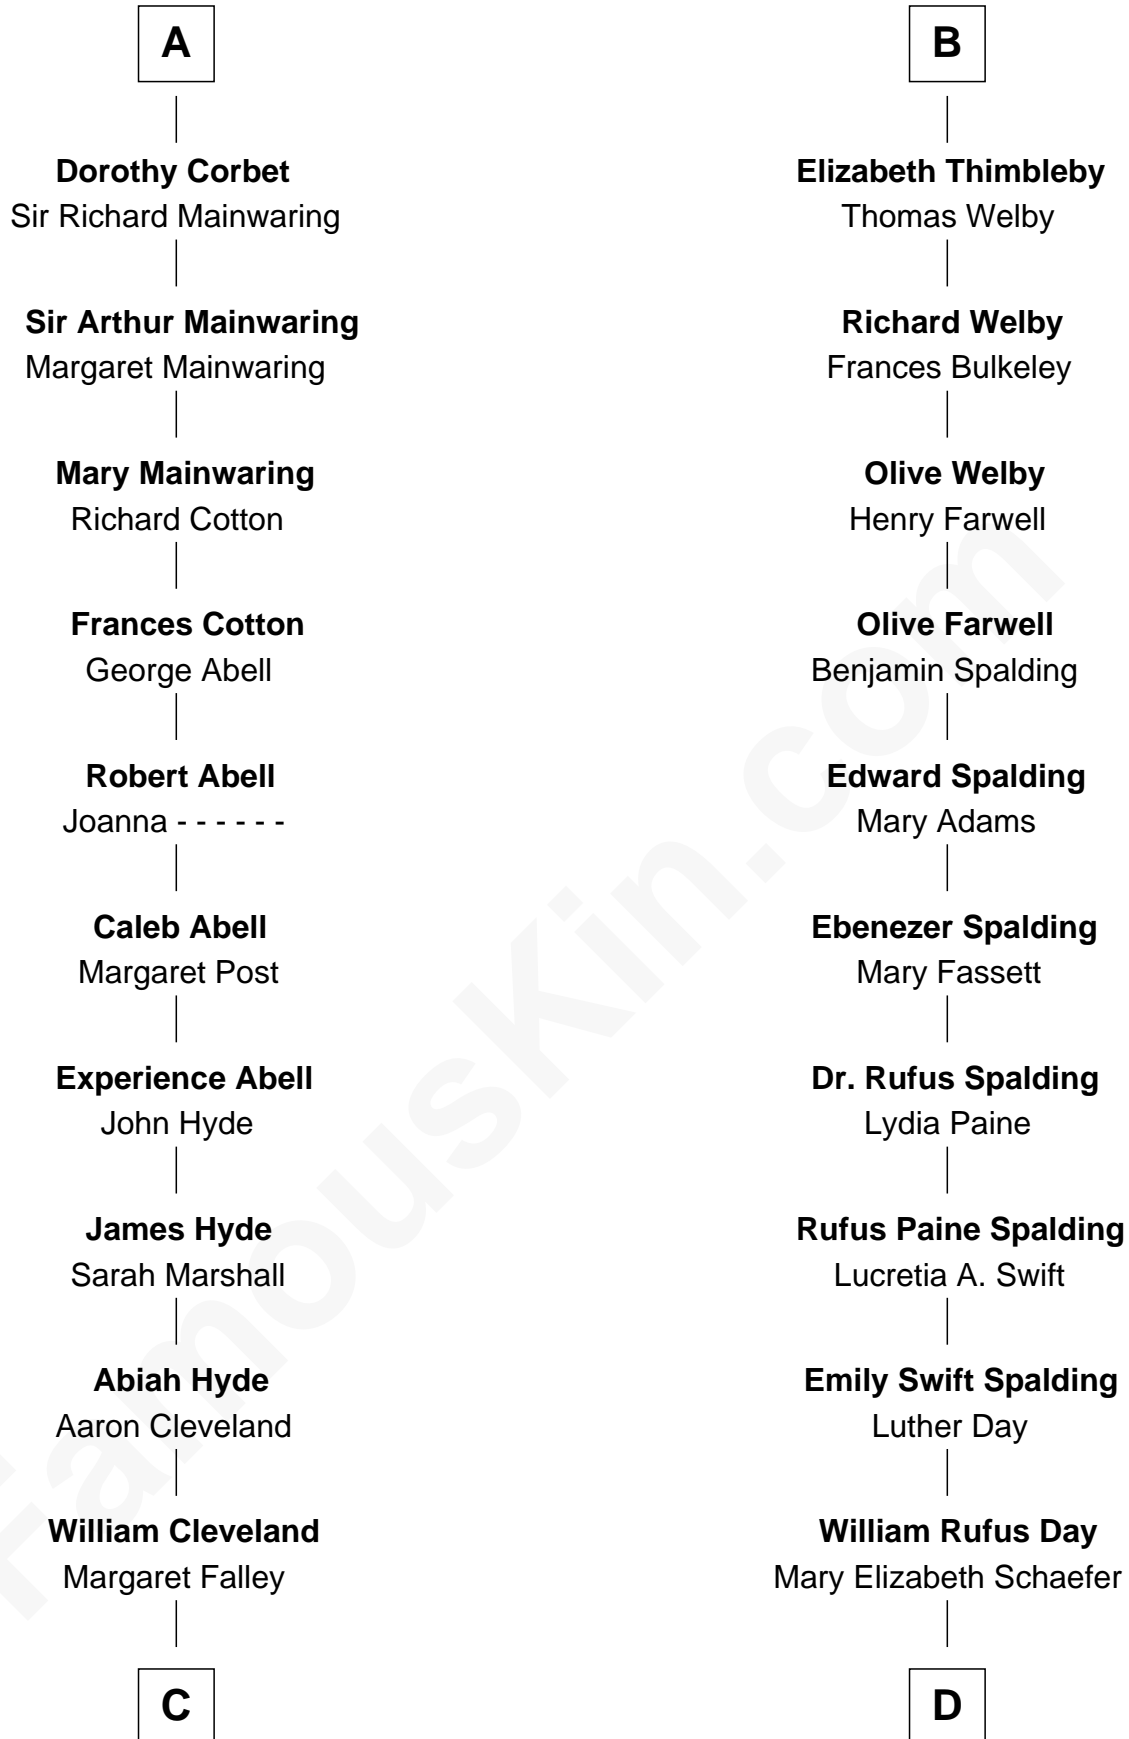 A
Dorothy Corbet
Sir Richard Mainwaring
Sir Arthur Mainwaring
Margaret Mainwaring
Mary Mainwaring
Richard Cotton
Frances Cotton
George Abell
Robert Abell
Joanna - - - - - -
Caleb Abell
Margaret Post
Experience Abell
John Hyde
James Hyde
Sarah Marshall
Abiah Hyde
Aaron Cleveland
William Cleveland
Margaret Falley
C
B
Elizabeth Thimbleby
Thomas Welby
Richard Welby
Frances Bulkeley
Olive Welby
Henry Farwell
Olive Farwell
Benjamin Spalding
Edward Spalding
Mary Adams
Ebenezer Spalding
Mary Fassett
Dr. Rufus Spalding
Lydia Paine
Rufus Paine Spalding
Lucretia A. Swift
Emily Swift Spalding
Luther Day
William Rufus Day
Mary Elizabeth Schaefer
D
FamousKin.com